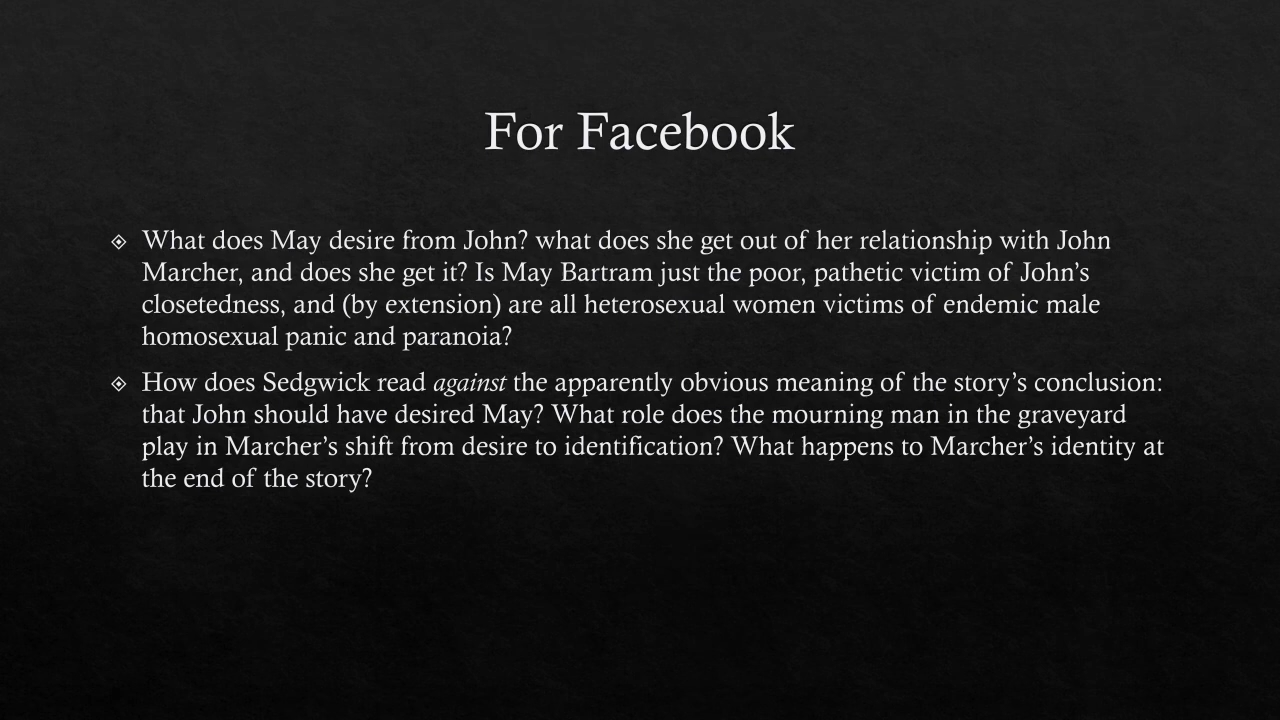 For Facebook
What does May desire from John? what does she get out of her relationship with John
Marcher, and does she get it? Is May Bartram just the poor, pathetic victim of John’s
closetedness, and (by extension) are all heterosexual women victims of endemic male
homosexual panic and paranoia?
How does Sedgwick read against the apparently obvious meaning of the story’s conclusion:
that John should have desired May? What role does the mourning man in the graveyard
play in Marcher’s shift from desire to identification? What happens to Marcher’s identity at
the end of the story?